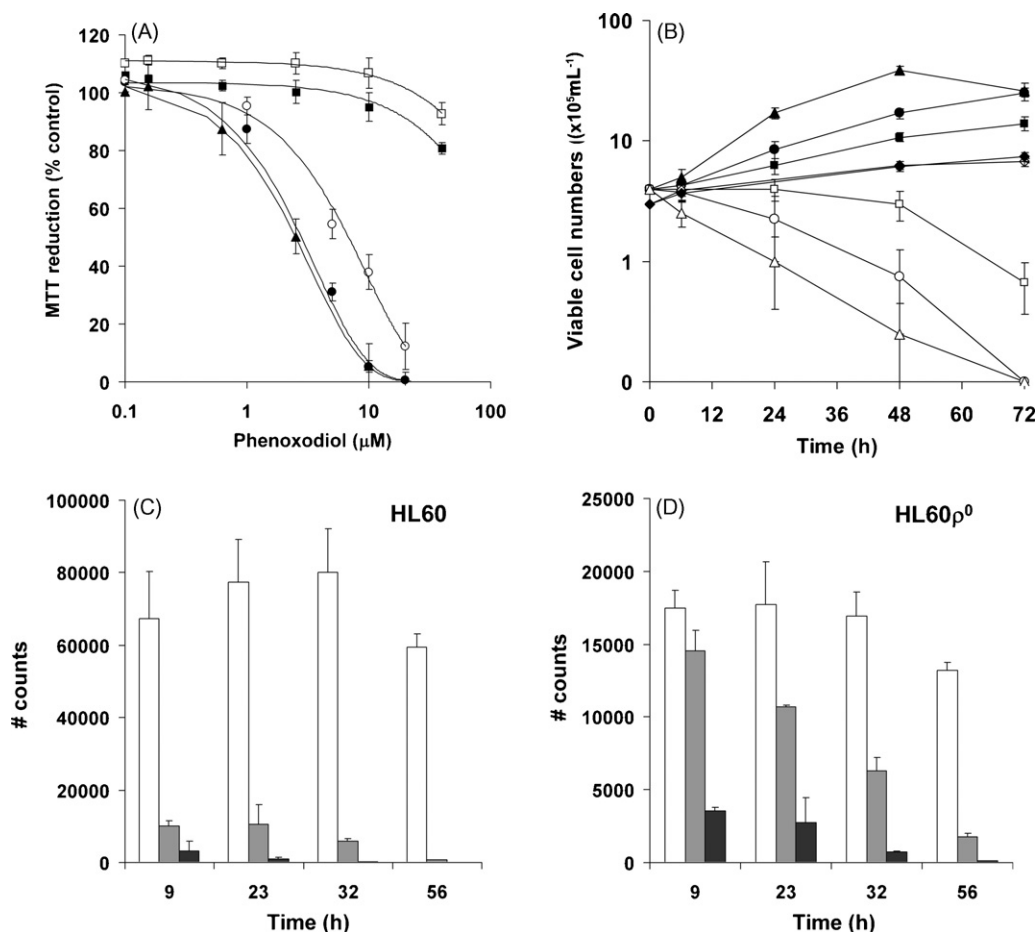 (A)
120
100
80
60
40
20
0
MTT reduction (% control)
0.1 1 10 100
Phenoxodiol (μM)
(B)
100
10
1
0
Viable cell numbers ((x10⁵mL⁻¹)
0 12 24 36 48 60 72
Time (h)
(C)
HL60
100000
80000
60000
40000
20000
0
# counts
9 23 32 56
Time (h)
(D)
HL60ρ⁰
25000
20000
15000
10000
5000
0
# counts
9 23 32 56
Time (h)